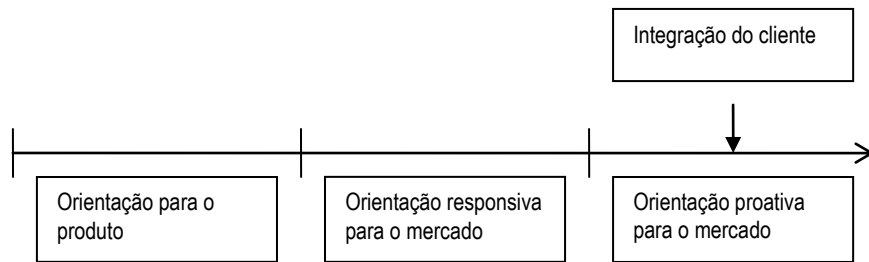 Integração do cliente
Orientação para o
produto
Orientação responsiva
para o mercado
Orientação proativa
para o mercado